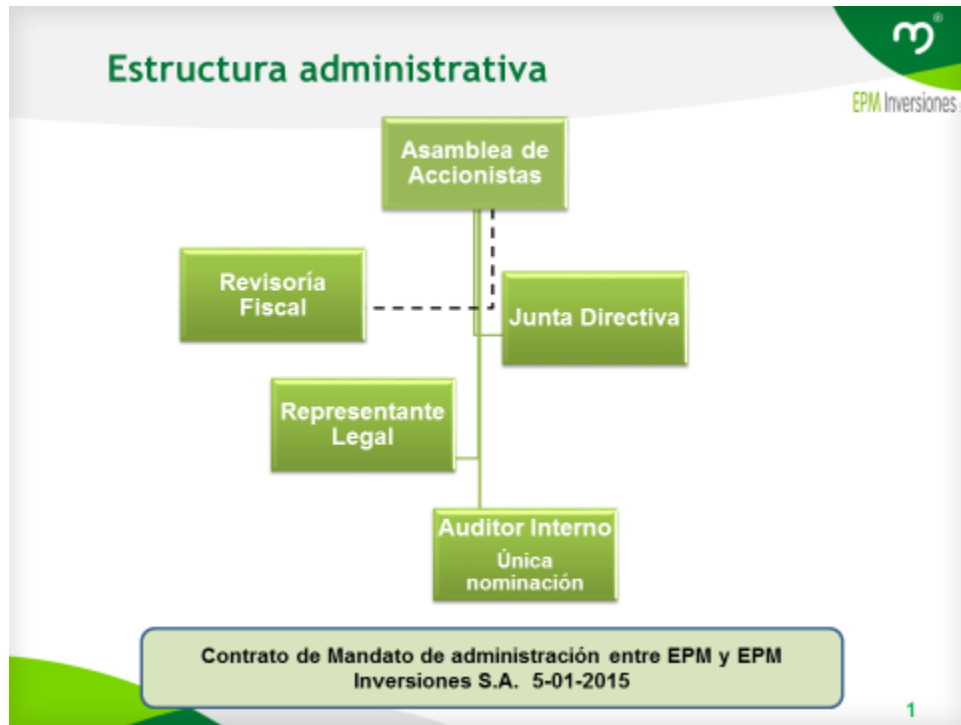 Estructura administrativa
m®
EPM Inversiones
Asamblea de
Accionistas
Revisoría
Fiscal
Junta Directiva
Representante
Legal
Auditor Interno
Única
nominación
Contrato de Mandato de administración entre EPM y EPM
Inversiones S.A. 5-01-2015
1